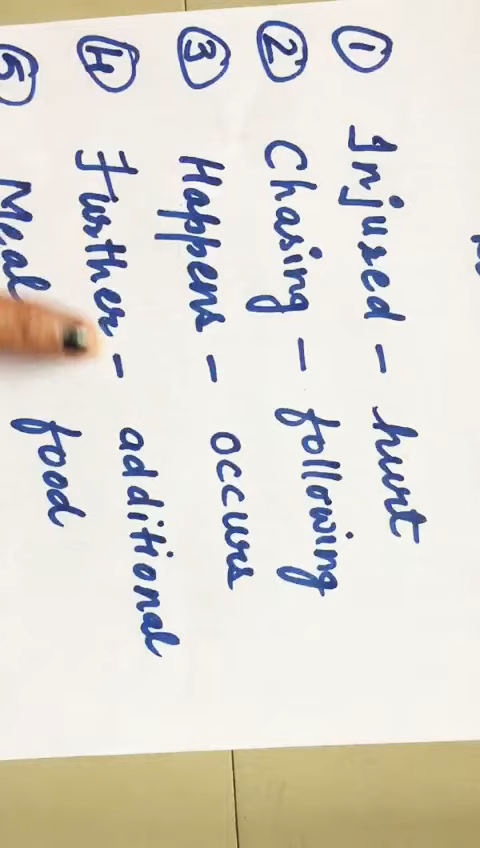 ① Injured - hurt
② Chasing - following
③ Happens - occurs
④ Further - additional
⑤ Meal food